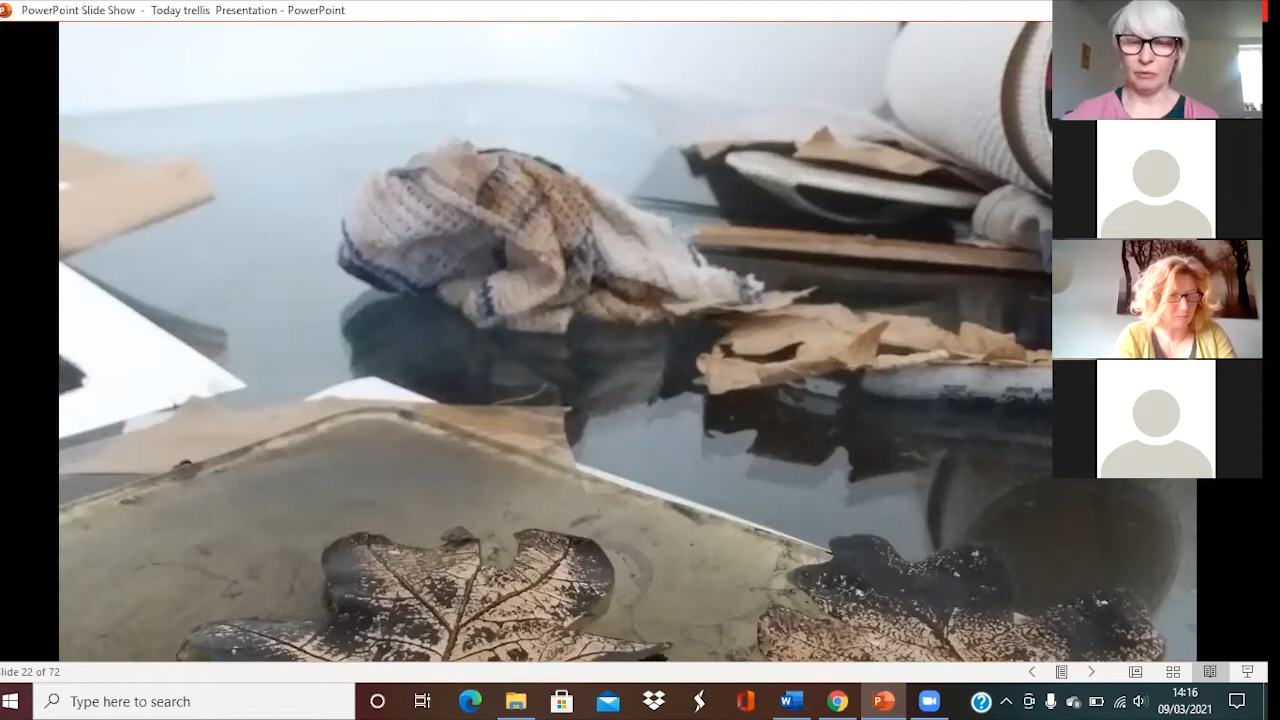 PowerPoint Slide Show - Today trellis Presentation - PowerPoint
Slide 22 of 72
Type here to search
14:16
09/03/2021